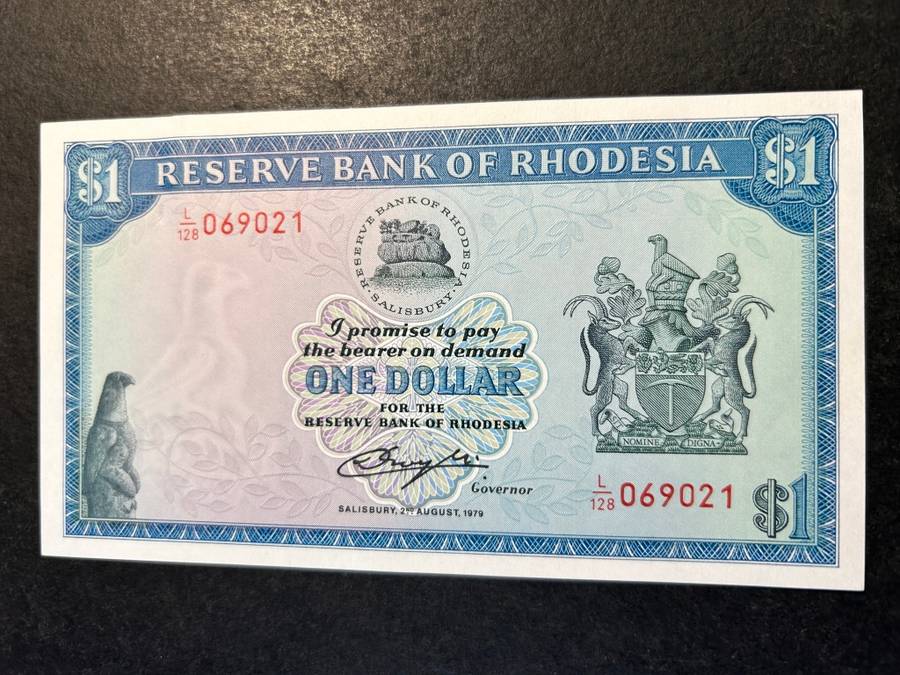 $1 RESERVE BANK OF RHODESIA $1
L/128 069021
RESERVE BANK OF RHODESIA
· SALISBURY ·
I promise to pay
the bearer on demand
ONE DOLLAR
FOR THE
RESERVE BANK OF RHODESIA
Governor
SALISBURY, 2ND AUGUST, 1979
NOMINE DIGNA
L/128 069021
$1